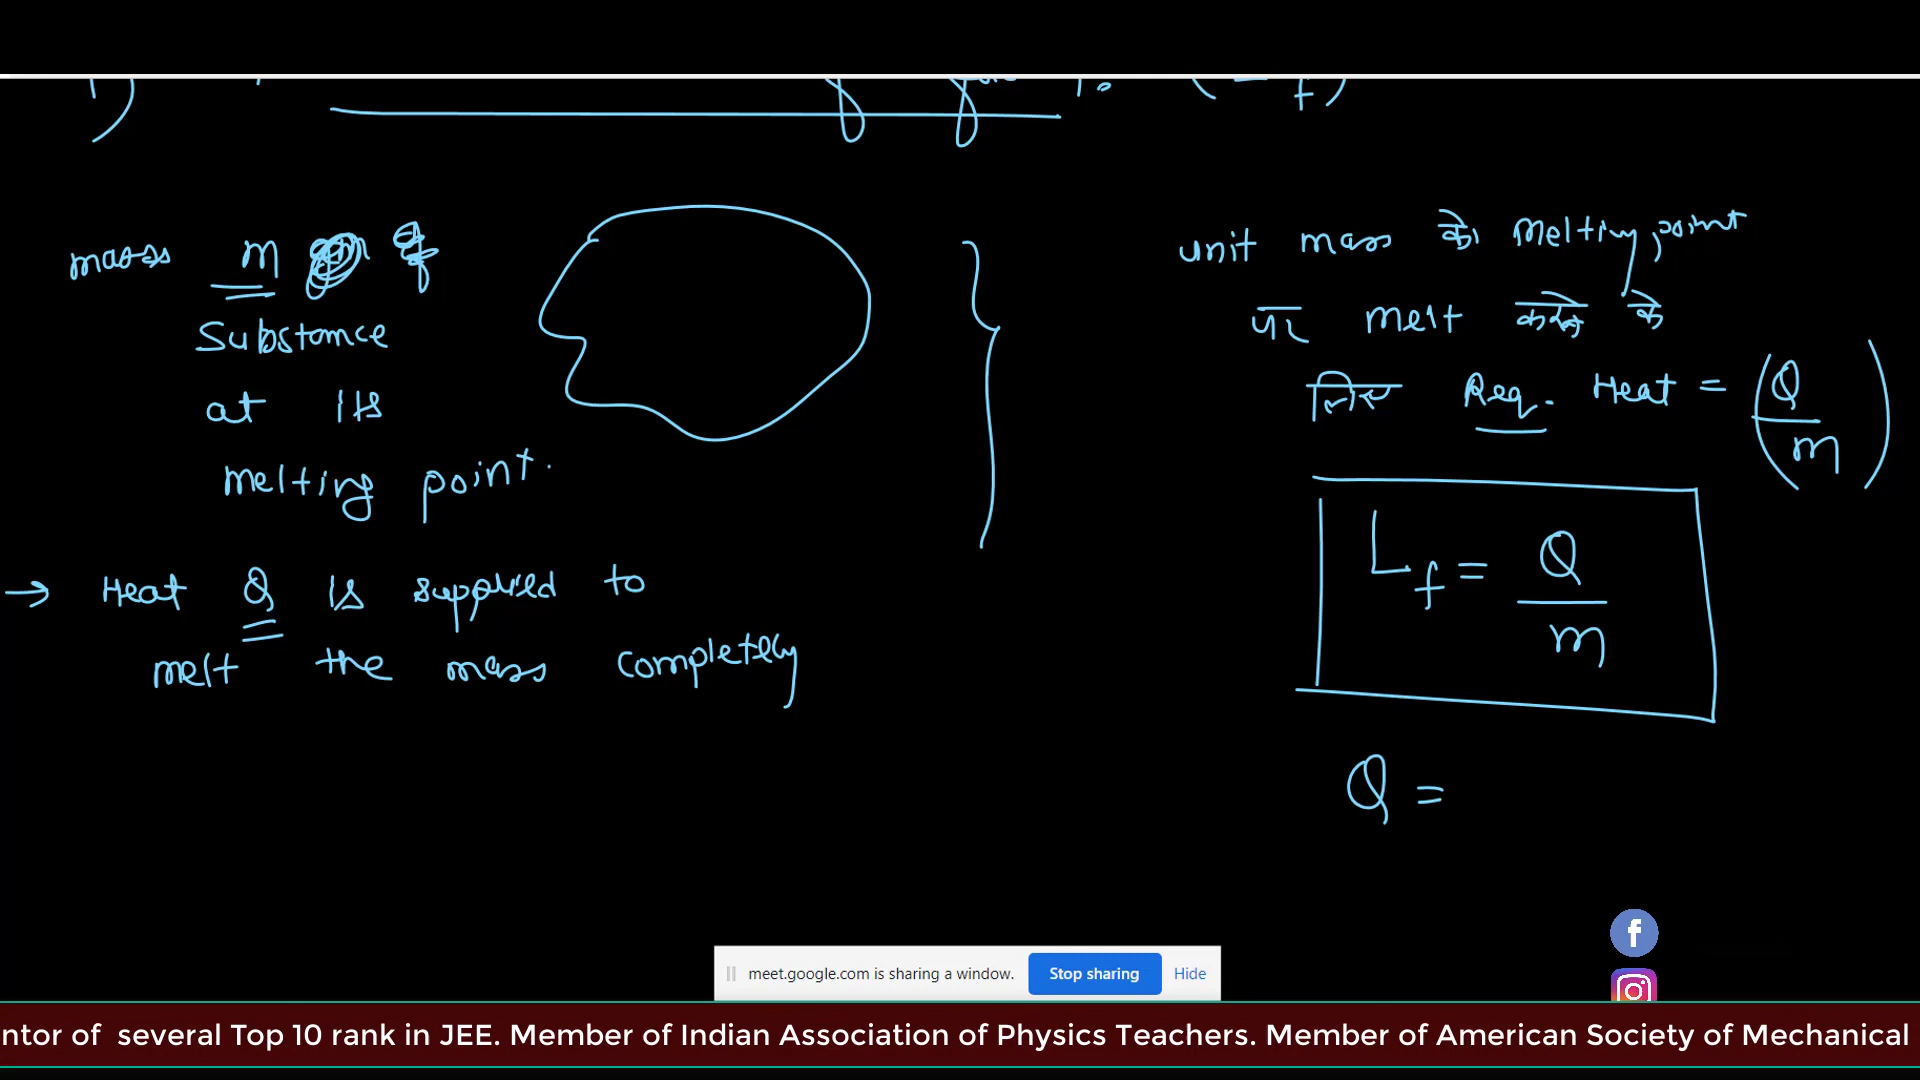 mass m of
Substance
at its
melting point.
→ Heat Q is supplied to
melt the mass completely
unit mass को melting point
पर melt करने के
लिए Req. Heat = (Q/m)
L_f = Q/m
Q =
meet.google.com is sharing a window. Stop sharing Hide
ntor of several Top 10 rank in JEE. Member of Indian Association of Physics Teachers. Member of American Society of Mechanical